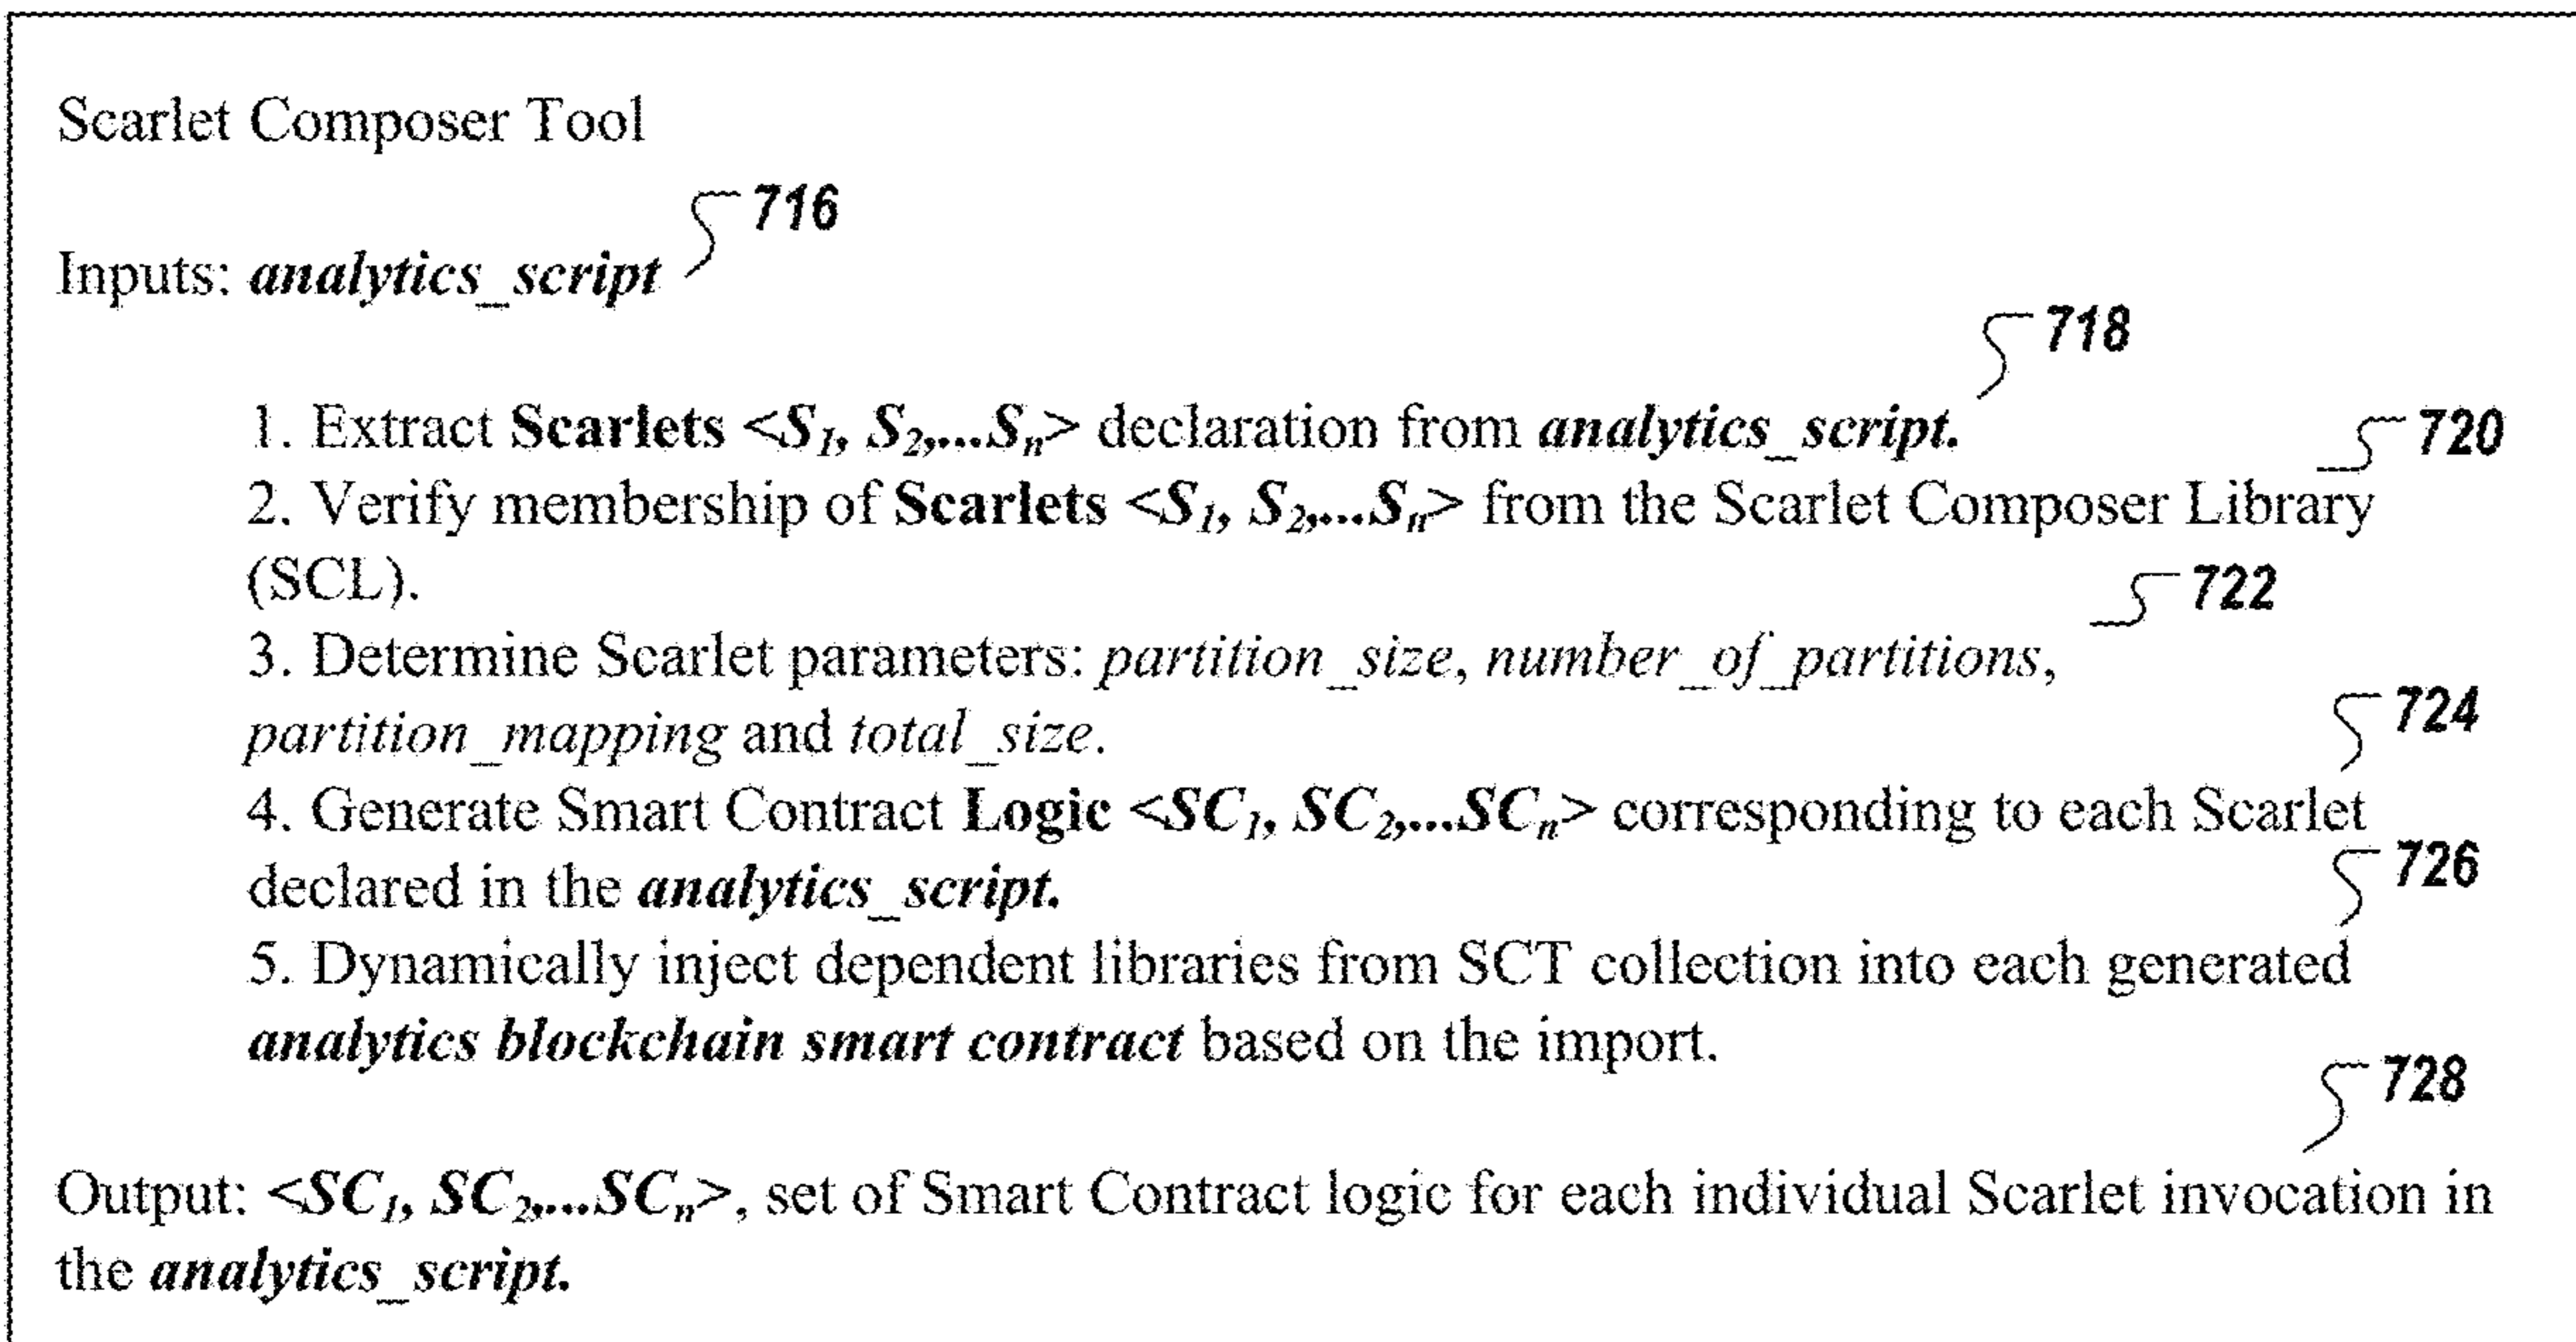 Scarlet Composer Tool
716
Inputs: analytics_script
718
1. Extract Scarlets <S1, S2,...Sn> declaration from analytics_script.
720
2. Verify membership of Scarlets <S1, S2,...Sn> from the Scarlet Composer Library
(SCL).
722
3. Determine Scarlet parameters: partition_size, number_of_partitions,
724
partition_mapping and total_size.
4. Generate Smart Contract Logic <SC1, SC2,...SCn> corresponding to each Scarlet
726
declared in the analytics_script.
5. Dynamically inject dependent libraries from SCT collection into each generated
analytics blockchain smart contract based on the import.
728
Output: <SC1, SC2,...SCn>, set of Smart Contract logic for each individual Scarlet invocation in
the analytics_script.